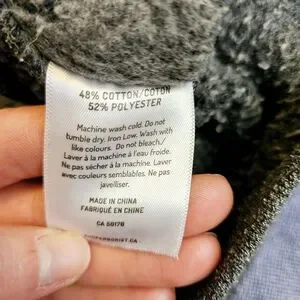 48% COTTON/COTON
52% POLYESTER
Machine wash cold. Do not
tumble dry. Iron Low. Wash with
like colours. Do not bleach/
Laver à la machine à l'eau froide.
Ne pas sécher à la machine. Laver
avec couleurs semblables. Ne pas
javelliser.
MADE IN CHINA
FABRIQUÉ EN CHINE
CA 50178